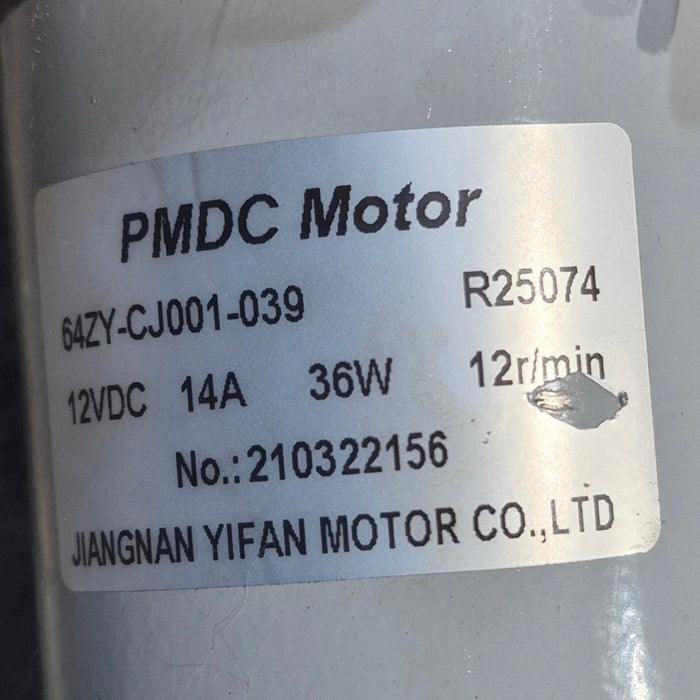 PMDC Motor
64ZY-CJ001-039 R25074
12VDC 14A 36W 12r/min
No.:210322156
JIANGNAN YIFAN MOTOR CO.,LTD